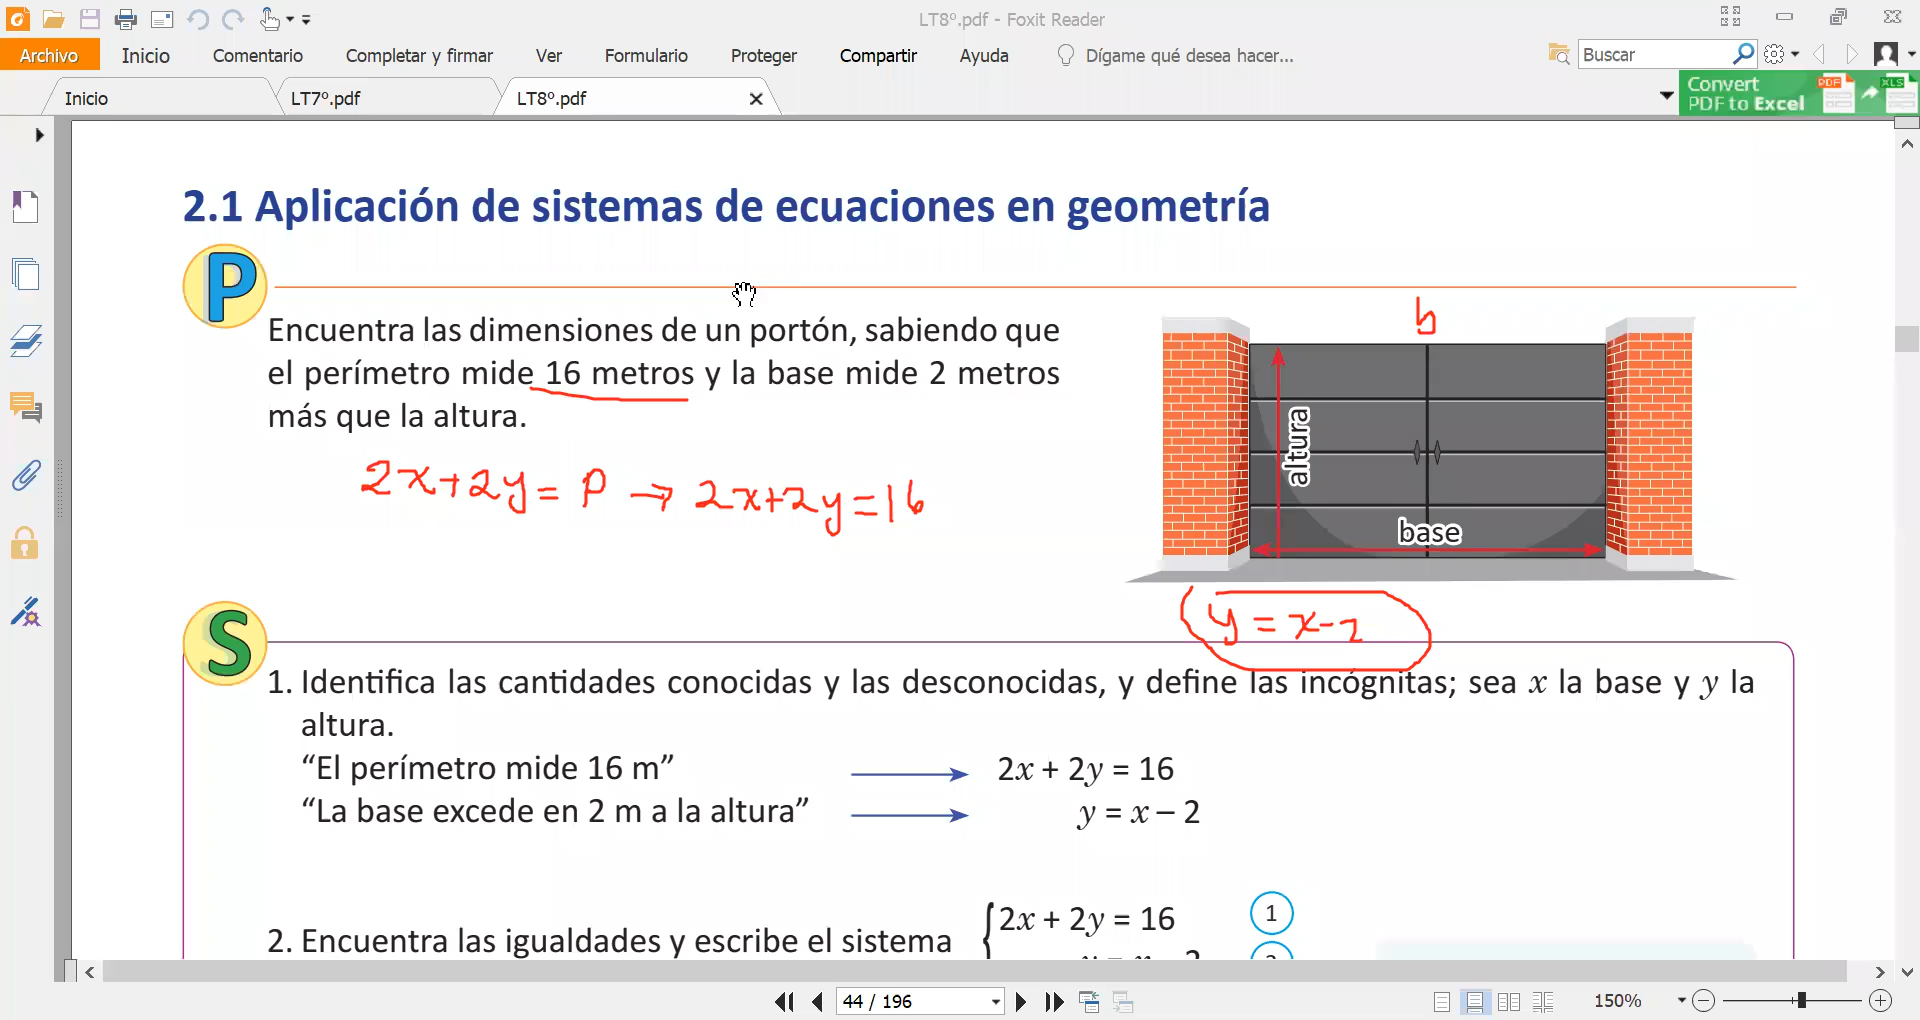 LT8º.pdf - Foxit Reader
Archivo Inicio Comentario Completar y firmar Ver Formulario Proteger Compartir Ayuda Dígame qué desea hacer... Buscar
Inicio LT7º.pdf LT8º.pdf
Convert
PDF to Excel
PDF XLS
2.1 Aplicación de sistemas de ecuaciones en geometría
P
b
Encuentra las dimensiones de un portón, sabiendo que
el perímetro mide 16 metros y la base mide 2 metros
más que la altura.
altura
base
2x+2y = P → 2x+2y=16
y = x-2
S
1. Identifica las cantidades conocidas y las desconocidas, y define las incógnitas; sea x la base y y la
altura.
“El perímetro mide 16 m” 2x + 2y = 16
“La base excede en 2 m a la altura” y = x – 2
2x + 2y = 16 1
2. Encuentra las igualdades y escribe el sistema
44 / 196
150%